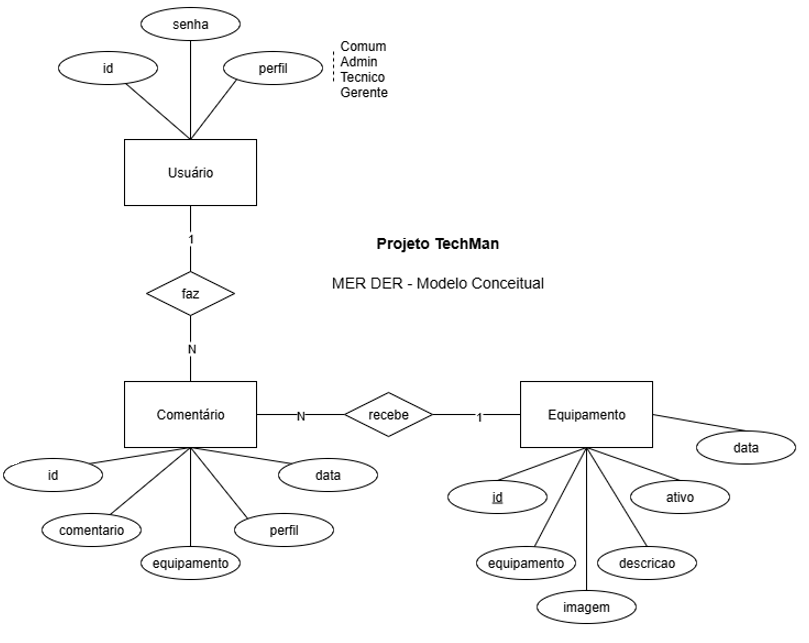 senha
id
perfil
Comum
Admin
Tecnico
Gerente
Usuário
1
Projeto TechMan
MER DER - Modelo Conceitual
faz
N
Comentário
N
recebe
1
Equipamento
data
id
data
comentario
perfil
equipamento
id
ativo
equipamento
descricao
imagem